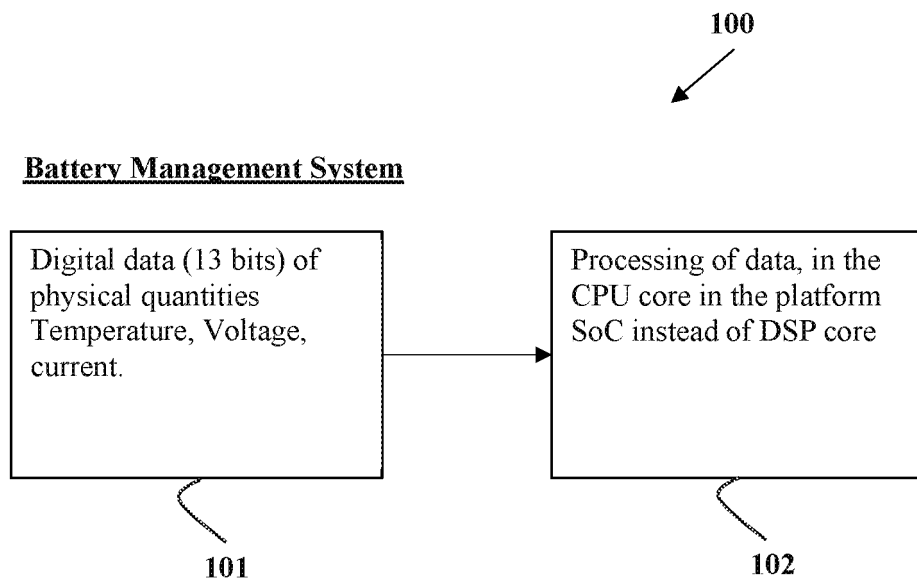 100
Battery Management System
Digital data (13 bits) of
physical quantities
Temperature, Voltage,
current.
Processing of data, in the
CPU core in the platform
SoC instead of DSP core
101
102